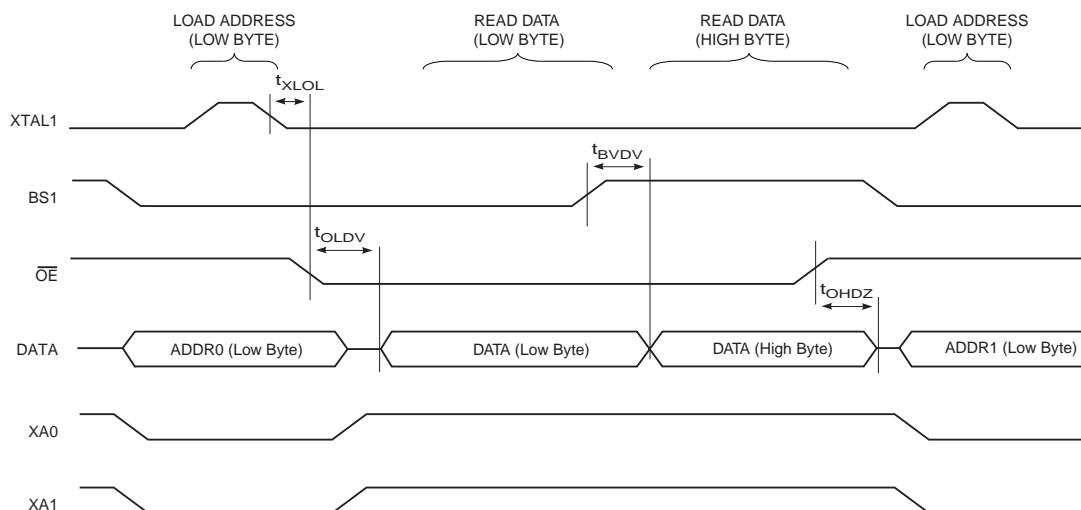 LOAD ADDRESS
(LOW BYTE)
READ DATA
(LOW BYTE)
READ DATA
(HIGH BYTE)
LOAD ADDRESS
(LOW BYTE)
tXLOL
XTAL1
tBVDV
BS1
tOLDV
OE
tOHDZ
DATA
ADDR0 (Low Byte)
DATA (Low Byte)
DATA (High Byte)
ADDR1 (Low Byte)
XA0
XA1